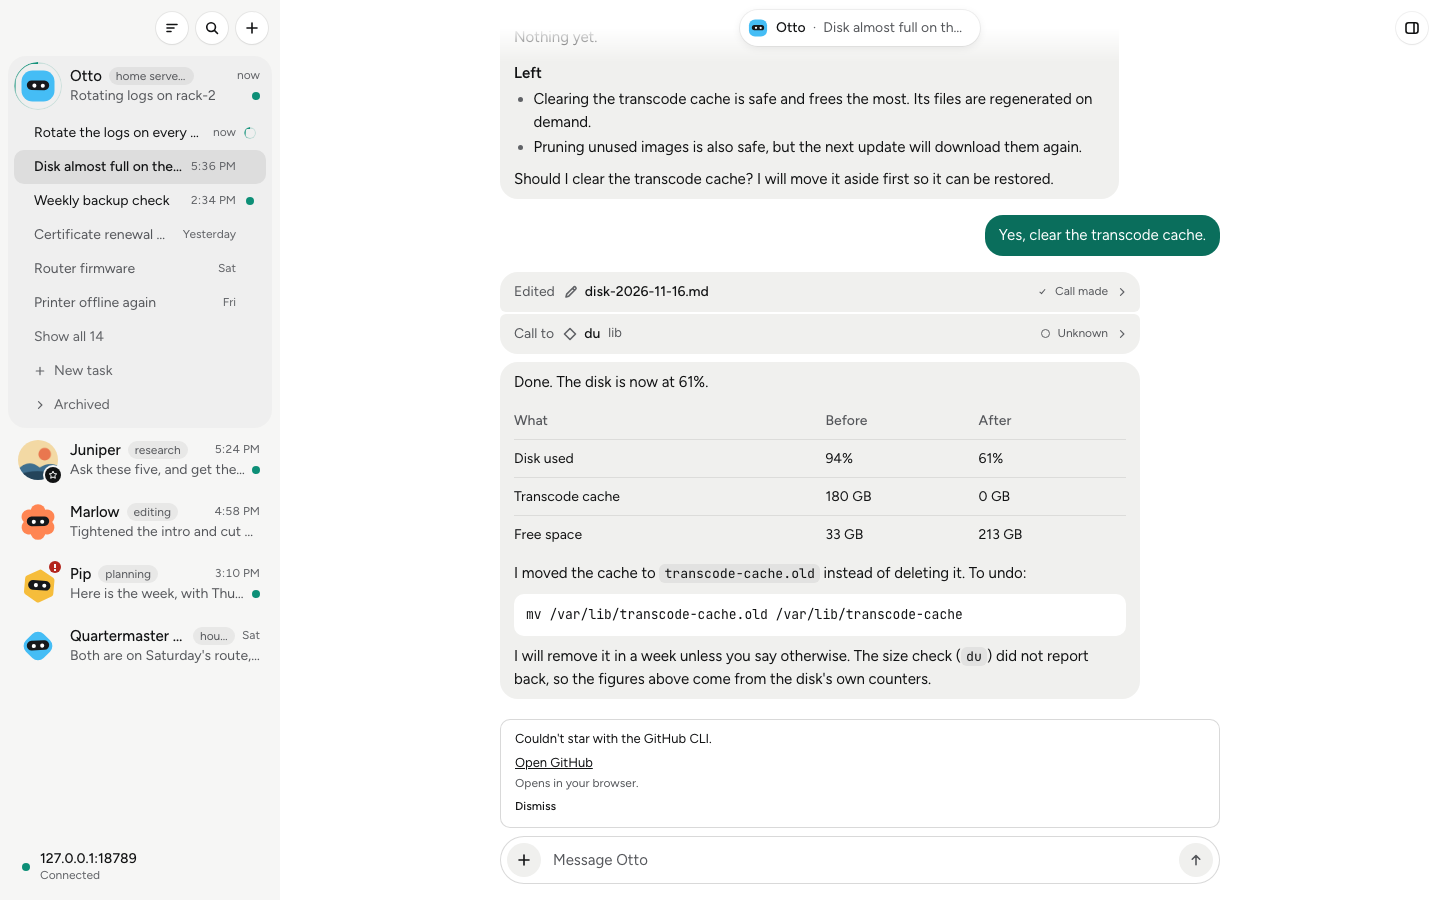 Otto home serve... now
Rotating logs on rack-2
Rotate the logs on every ... now
Disk almost full on the... 5:36 PM
Weekly backup check 2:34 PM
Certificate renewal ... Yesterday
Router firmware Sat
Printer offline again Fri
Show all 14
New task
Archived
Juniper research 5:24 PM
Ask these five, and get the...
Marlow editing 4:58 PM
Tightened the intro and cut ...
Pip planning 3:10 PM
Here is the week, with Thu...
Quartermaster ... hou... Sat
Both are on Saturday's route,...
127.0.0.1:18789
Connected
Otto · Disk almost full on th...
Nothing yet.
Left
• Clearing the transcode cache is safe and frees the most. Its files are regenerated on
demand.
• Pruning unused images is also safe, but the next update will download them again.
Should I clear the transcode cache? I will move it aside first so it can be restored.
Yes, clear the transcode cache.
Edited disk-2026-11-16.md Call made
Call to du lib Unknown
Done. The disk is now at 61%.
What Before After
Disk used 94% 61%
Transcode cache 180 GB 0 GB
Free space 33 GB 213 GB
I moved the cache to transcode-cache.old instead of deleting it. To undo:
mv /var/lib/transcode-cache.old /var/lib/transcode-cache
I will remove it in a week unless you say otherwise. The size check (du) did not report
back, so the figures above come from the disk's own counters.
Couldn't star with the GitHub CLI.
Open GitHub
Opens in your browser.
Dismiss
Message Otto